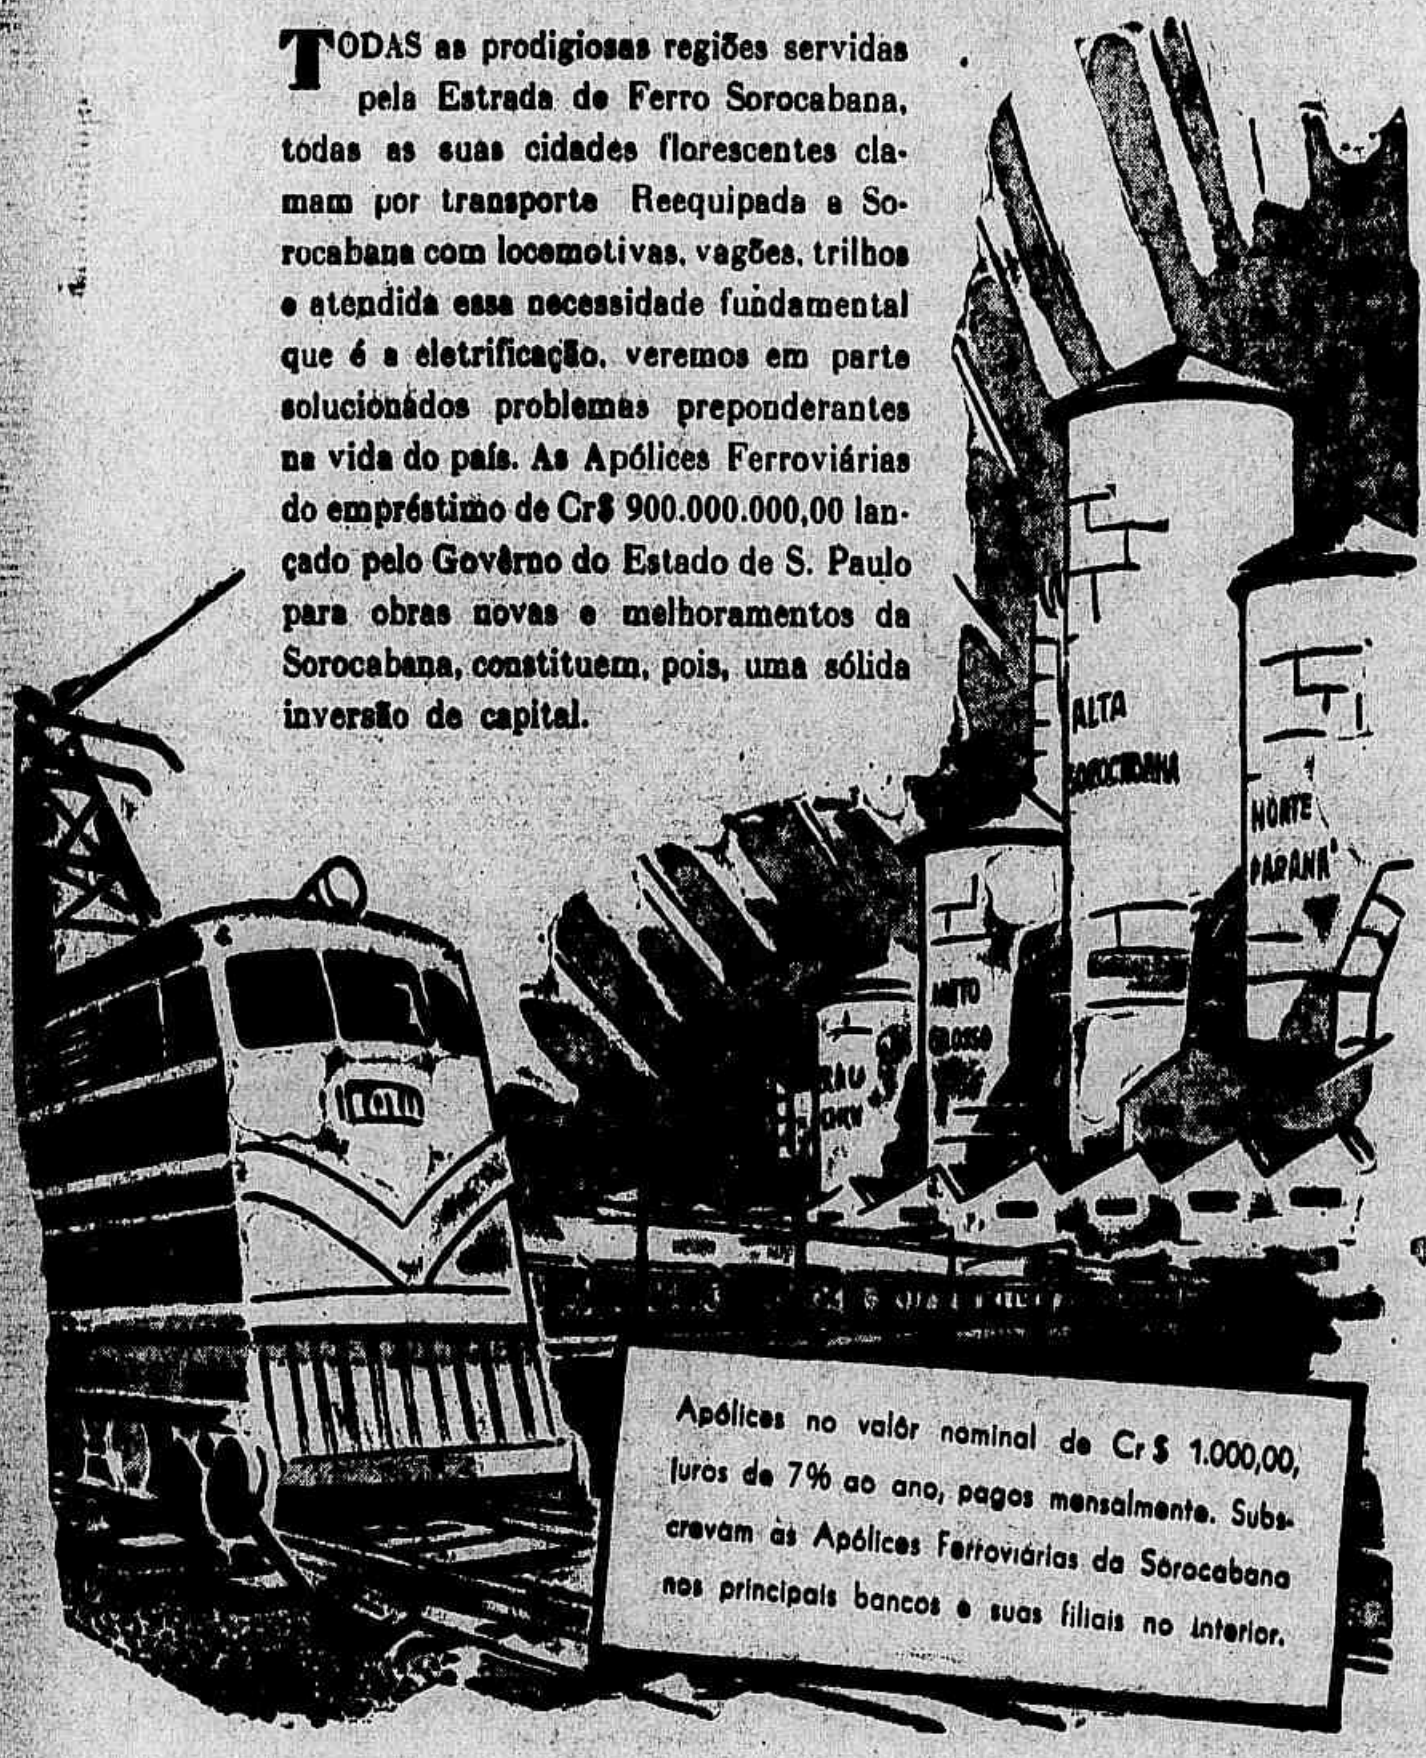 TODAS as prodigiosas regiões servidas
pela Estrada de Ferro Sorocabana,
todas as suas cidades florescentes cla-
mam por transporte Reequipada a So-
rocabana com locomotivas, vagões, trilhos
e atendida essa necessidade fundamental
que é a eletrificação, veremos em parte
solucionados problemas preponderantes
na vida do país. As Apólices Ferroviárias
do empréstimo de Cr$ 900.000.000,00 lan-
çado pelo Govêrno do Estado de S. Paulo
para obras novas e melhoramentos da
Sorocabana, constituem, pois, uma sólida
inversão de capital.
ALTA
SOROCABANA
NORTE
PARANÁ
MATO
GROSSO
Apólices no valôr nominal de Cr$ 1.000,00,
juros de 7% ao ano, pagos mensalmente. Subs-
crevam as Apólices Ferroviárias da Sorocabana
nos principais bancos e suas filiais no interior.